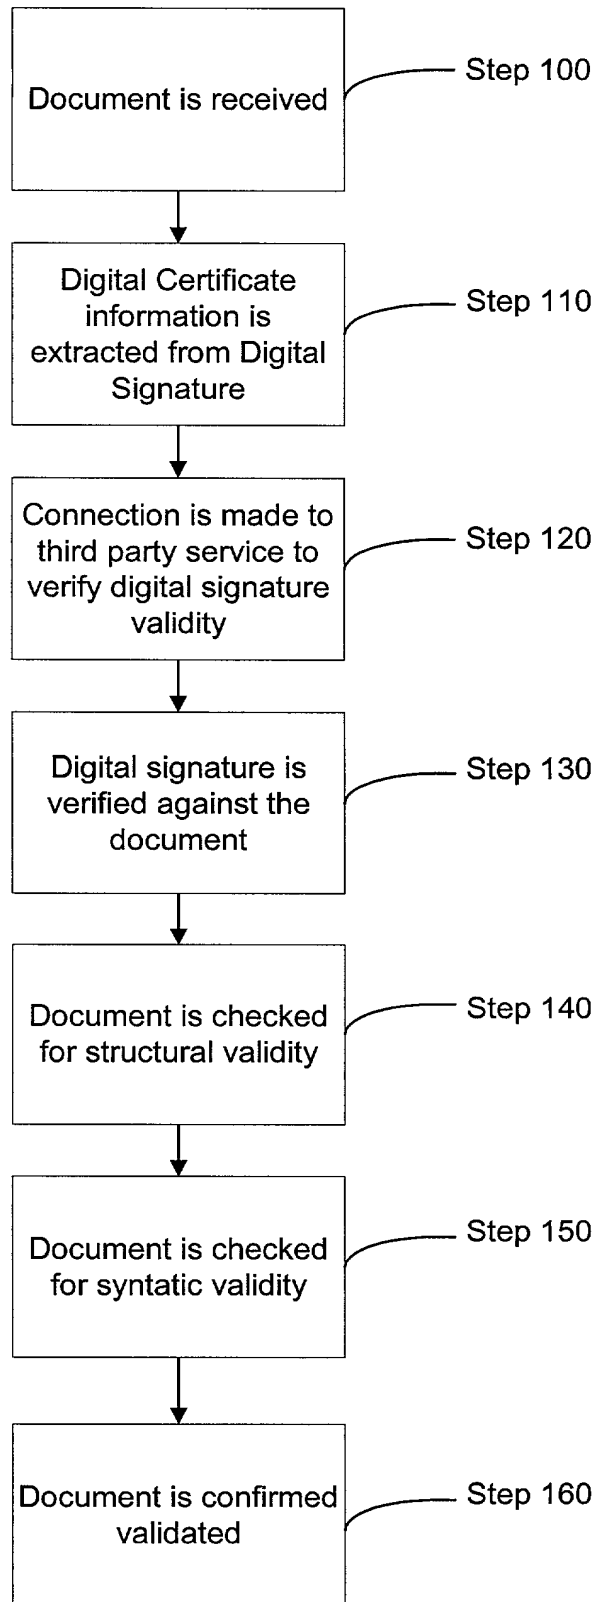 Document is received
Step 100
Digital Certificate
information is
extracted from Digital
Signature
Step 110
Connection is made to
third party service to
verify digital signature
validity
Step 120
Digital signature is
verified against the
document
Step 130
Document is checked
for structural validity
Step 140
Document is checked
for syntatic validity
Step 150
Document is confirmed
validated
Step 160